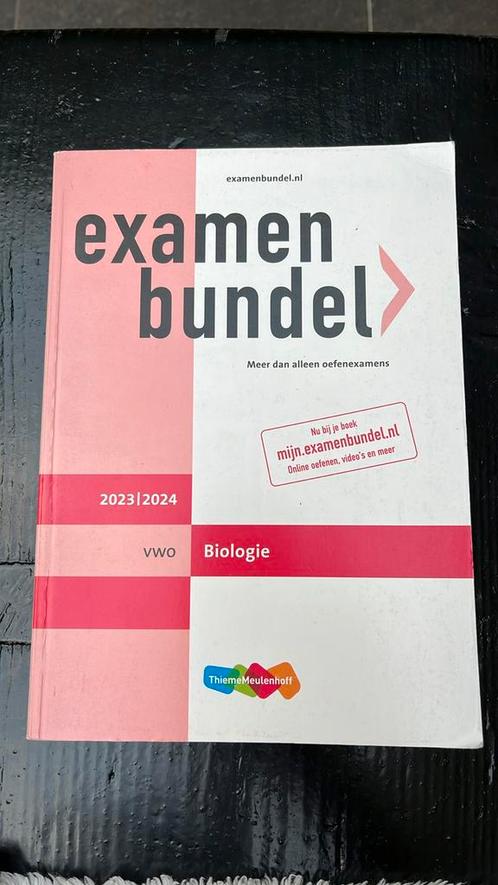 examenbundel.nl
examen
bundel
Meer dan alleen oefenexamens
Nu bij je boek
mijn.examenbundel.nl
Online oefenen, video's en meer
2023|2024
vwo
Biologie
ThiemeMeulenhoff